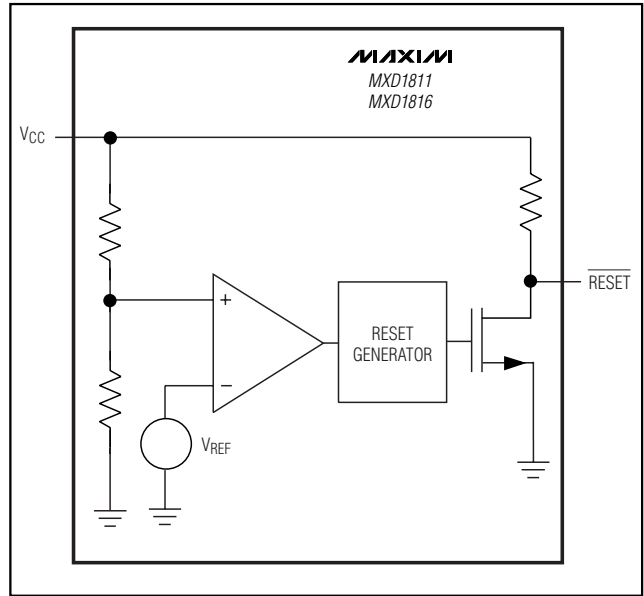 MAXIM
MXD1811
MXD1816
VCC
+
−
VREF
RESET
GENERATOR
RESET